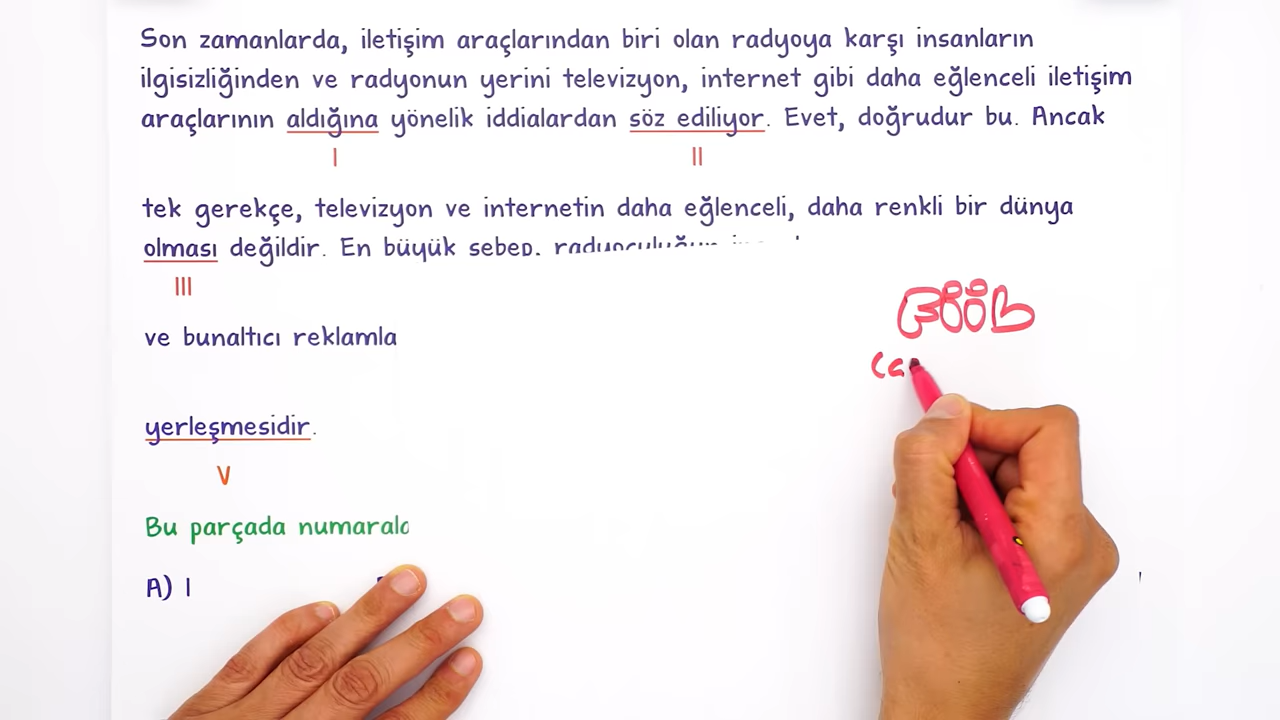 Son zamanlarda, iletişim araçlarından biri olan radyoya karşı insanların
ilgisizliğinden ve radyonun yerini televizyon, internet gibi daha eğlenceli iletişim
araçlarının aldığına yönelik iddialardan söz ediliyor. Evet, doğrudur bu. Ancak
I II
tek gerekçe, televizyon ve internetin daha eğlenceli, daha renkli bir dünya
olması değildir. En büyük sebep, radyoculuğun
III
ve bunaltıcı reklamla
yerleşmesidir.
V
Bu parçada numarala
A) I